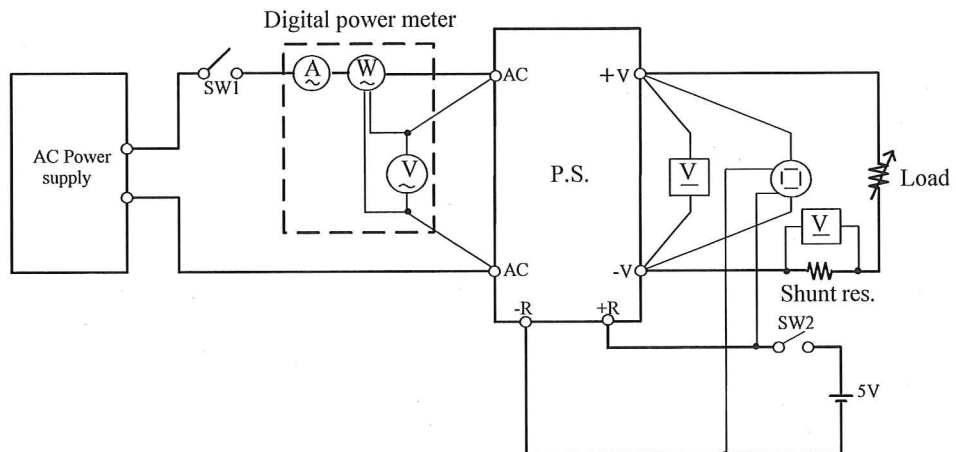 Digital power meter
SW1
A
W
AC
+V
AC Power
supply
V
P.S.
V
Load
V
AC
-V
Shunt res.
-R
+R
SW2
5V